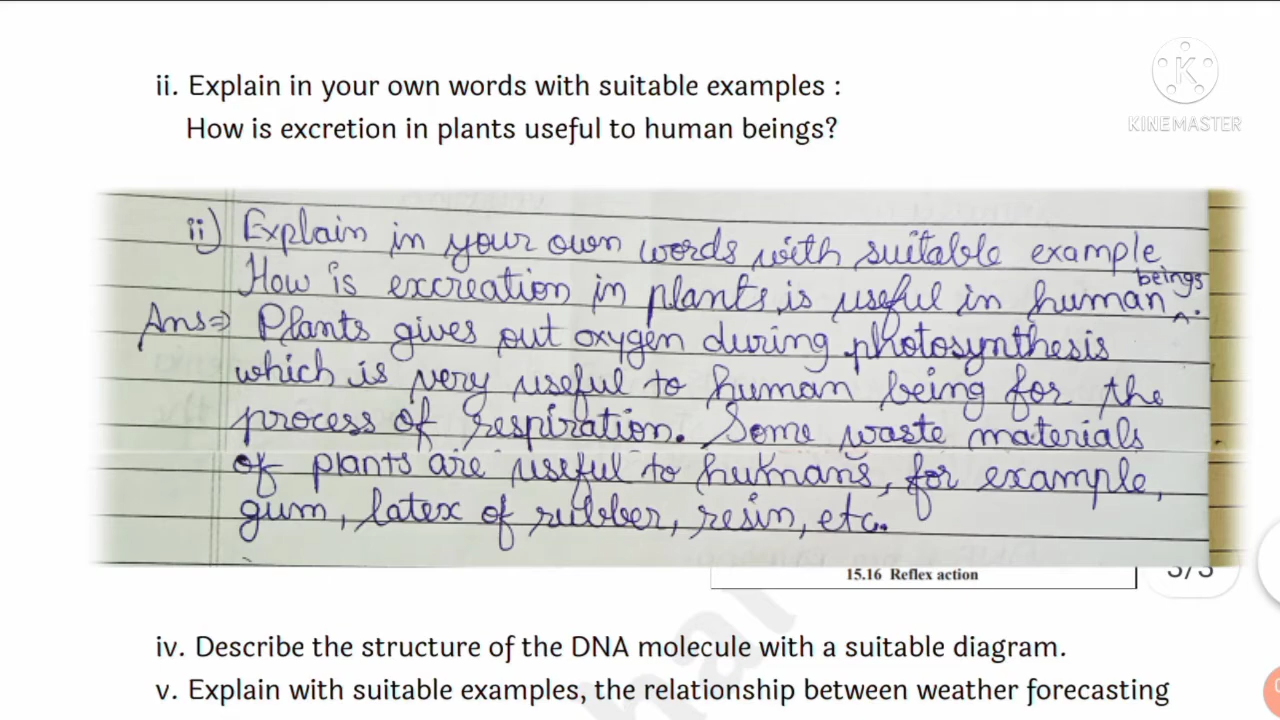 ii. Explain in your own words with suitable examples :
How is excretion in plants useful to human beings?
KINEMASTER
ii) Explain in your own words with suitable example
How is excreation in plants is useful in human beings.
Ans⇒ Plants gives out oxygen during photosynthesis
which is very useful to human being for the
process of respiration. Some waste materials
of plants are useful to humans, for example,
gum, latex of rubber, resin, etc.
15.16 Reflex action
iv. Describe the structure of the DNA molecule with a suitable diagram.
v. Explain with suitable examples, the relationship between weather forecasting